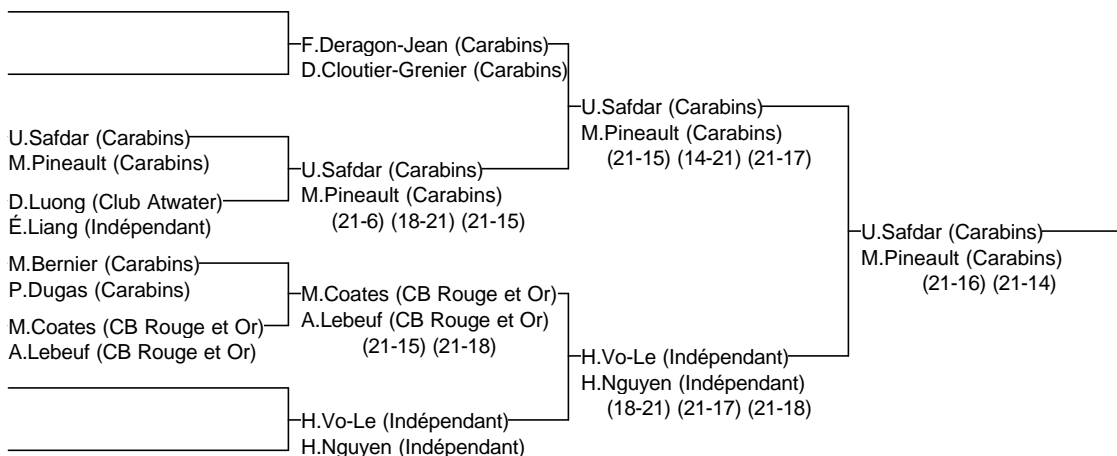 F.Deragon-Jean (Carabins)
D.Cloutier-Grenier (Carabins)
U.Safdar (Carabins)
M.Pineault (Carabins)
(21-15) (14-21) (21-17)
U.Safdar (Carabins)
M.Pineault (Carabins)
U.Safdar (Carabins)
M.Pineault (Carabins)
(21-6) (18-21) (21-15)
D.Luong (Club Atwater)
É.Liang (Indépendant)
U.Safdar (Carabins)
M.Pineault (Carabins)
(21-16) (21-14)
M.Bernier (Carabins)
P.Dugas (Carabins)
M.Coates (CB Rouge et Or)
A.Lebeuf (CB Rouge et Or)
(21-15) (21-18)
M.Coates (CB Rouge et Or)
A.Lebeuf (CB Rouge et Or)
H.Vo-Le (Indépendant)
H.Nguyen (Indépendant)
(18-21) (21-17) (21-18)
H.Vo-Le (Indépendant)
H.Nguyen (Indépendant)